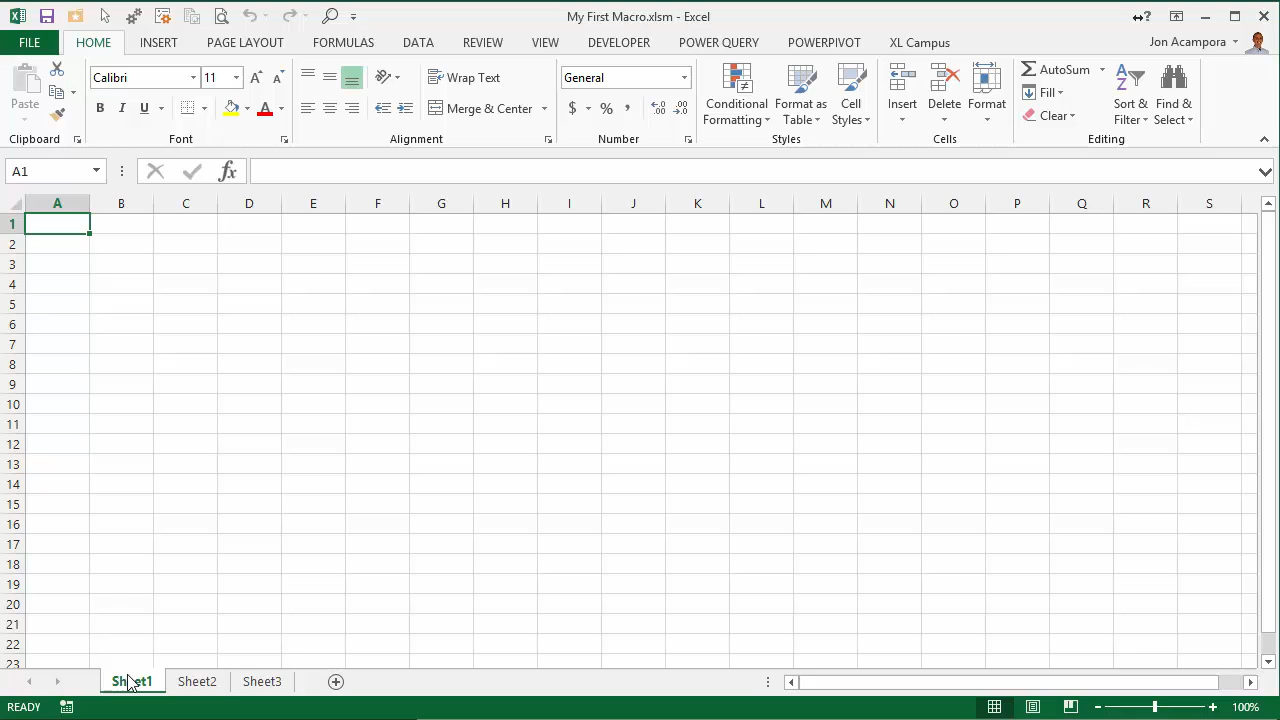 My First Macro.xlsm - Excel
?
FILE HOME INSERT PAGE LAYOUT FORMULAS DATA REVIEW VIEW DEVELOPER POWER QUERY POWERPIVOT XL Campus Jon Acampora
Paste
Calibri 11
Wrap Text
General
Conditional Formatting
Format as Table
Cell Styles
Insert
Delete
Format
AutoSum
Fill
Clear
Sort & Filter
Find & Select
B I U A
Merge & Center
$ % ,
Clipboard Font Alignment Number Styles Cells Editing
A1 fx
A B C D E F G H I J K L M N O P Q R S
1
2
3
4
5
6
7
8
9
10
11
12
13
14
15
16
17
18
19
20
21
22
23
Sheet1 Sheet2 Sheet3
READY 100%